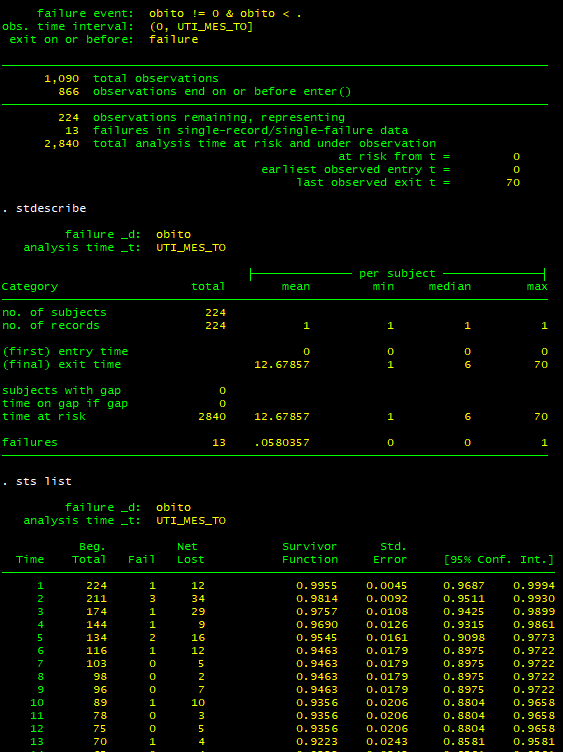 failure event: obito != 0 & obito < .
obs. time interval: (0, UTI_MES_TO]
exit on or before: failure
1,090 total observations
866 observations end on or before enter()
224 observations remaining, representing
13 failures in single-record/single-failure data
2,840 total analysis time at risk and under observation
at risk from t = 0
earliest observed entry t = 0
last observed exit t = 70
. stdescribe
failure _d: obito
analysis time _t: UTI_MES_TO
per subject
Category total mean min median max
no. of subjects 224
no. of records 224 1 1 1 1
(first) entry time 0 0 0 0
(final) exit time 12.67857 1 6 70
subjects with gap 0
time on gap if gap 0
time at risk 2840 12.67857 1 6 70
failures 13 .0580357 0 0 1
. sts list
failure _d: obito
analysis time _t: UTI_MES_TO
Beg. Net Survivor Std.
Time Total Fail Lost Function Error [95% Conf. Int.]
1 224 1 12 0.9955 0.0045 0.9687 0.9994
2 211 3 34 0.9814 0.0092 0.9511 0.9930
3 174 1 29 0.9757 0.0108 0.9425 0.9899
4 144 1 9 0.9690 0.0126 0.9315 0.9861
5 134 2 16 0.9545 0.0161 0.9098 0.9773
6 116 1 12 0.9463 0.0179 0.8975 0.9722
7 103 0 5 0.9463 0.0179 0.8975 0.9722
8 98 0 2 0.9463 0.0179 0.8975 0.9722
9 96 0 7 0.9463 0.0179 0.8975 0.9722
10 89 1 10 0.9356 0.0206 0.8804 0.9658
11 78 0 3 0.9356 0.0206 0.8804 0.9658
12 75 0 5 0.9356 0.0206 0.8804 0.9658
13 70 1 4 0.9223 0.0243 0.8581 0.9581